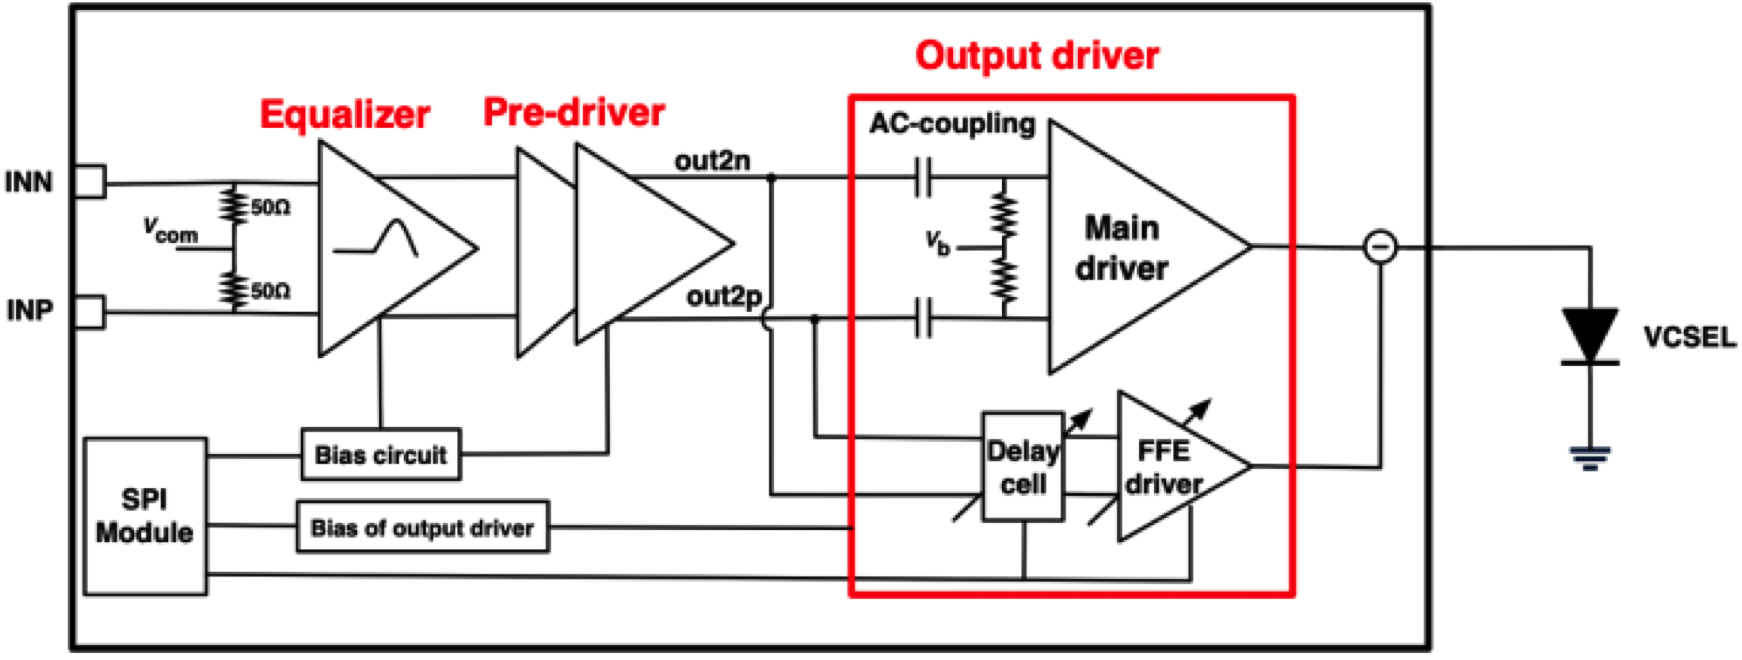 Output driver
Equalizer
Pre-driver
AC-coupling
INN
50Ω
Vcom
50Ω
INP
out2n
out2p
Vb
Main
driver
VCSEL
Bias circuit
SPI
Module
Bias of output driver
Delay
cell
FFE
driver